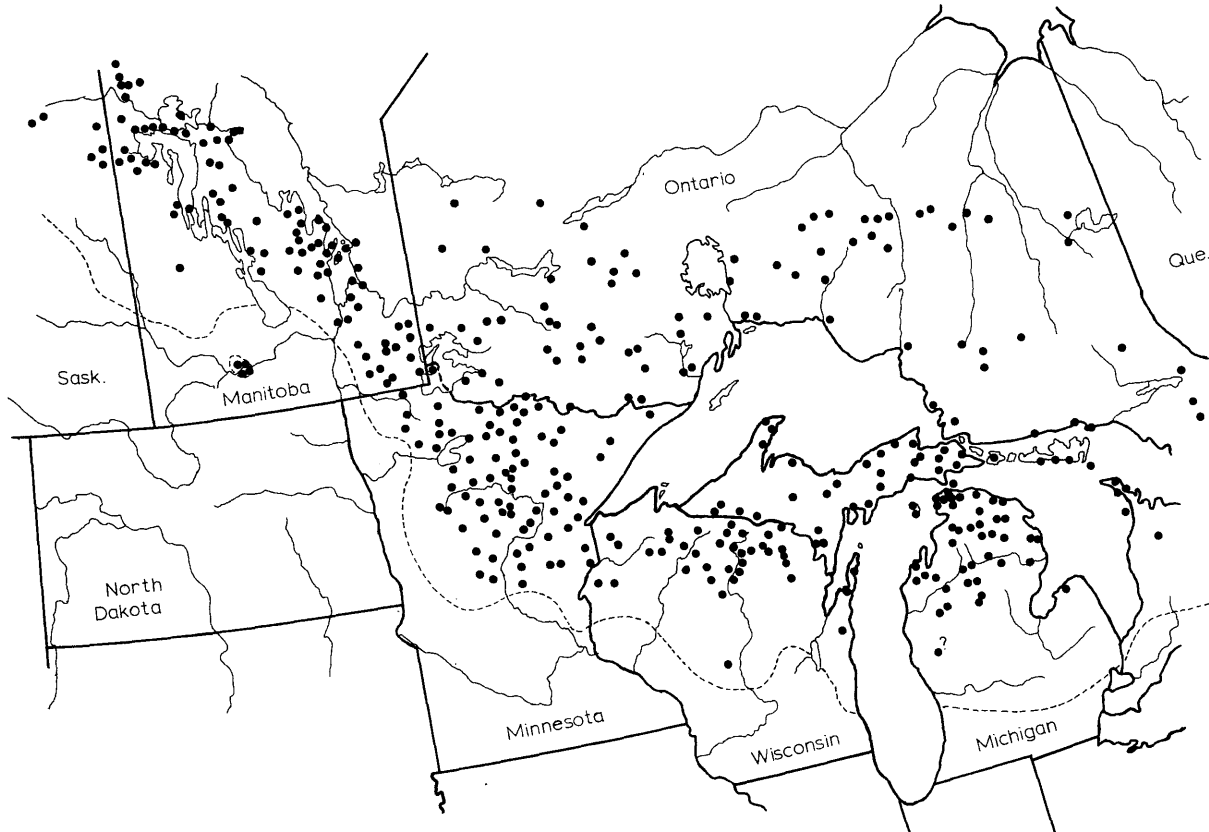 Ontario
Que.
Sask.
Manitoba
North
Dakota
?
Minnesota
Wisconsin
Michigan